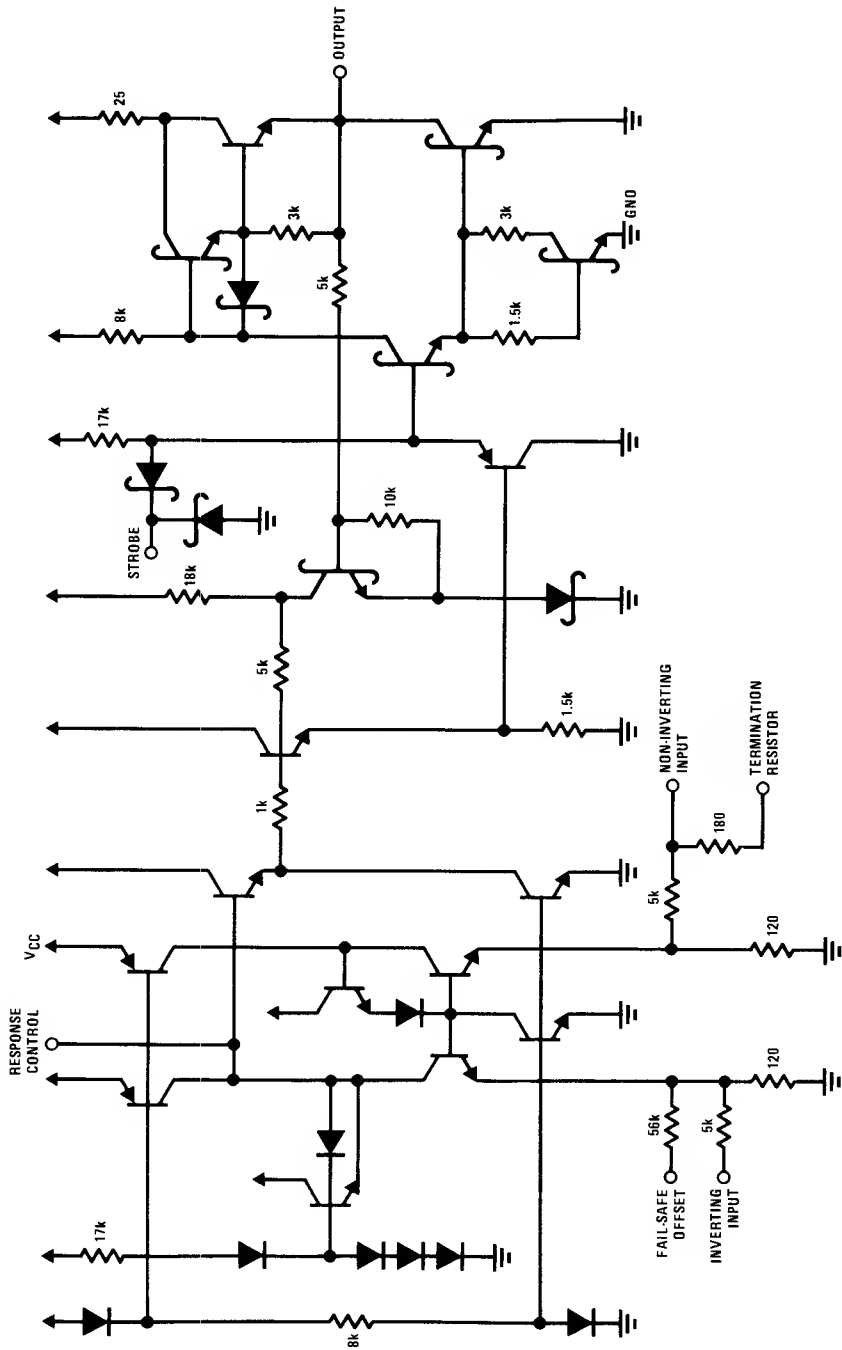 RESPONSE
CONTROL
VCC
STROBE
OUTPUT
GND
17k
8k
18k
17k
8k
25
1k
5k
5k
3k
10k
1.5k
1.5k
3k
FAIL-SAFE
OFFSET
56k
INVERTING
INPUT
5k
120
120
5k
NON-INVERTING
INPUT
180
TERMINATION
RESISTOR